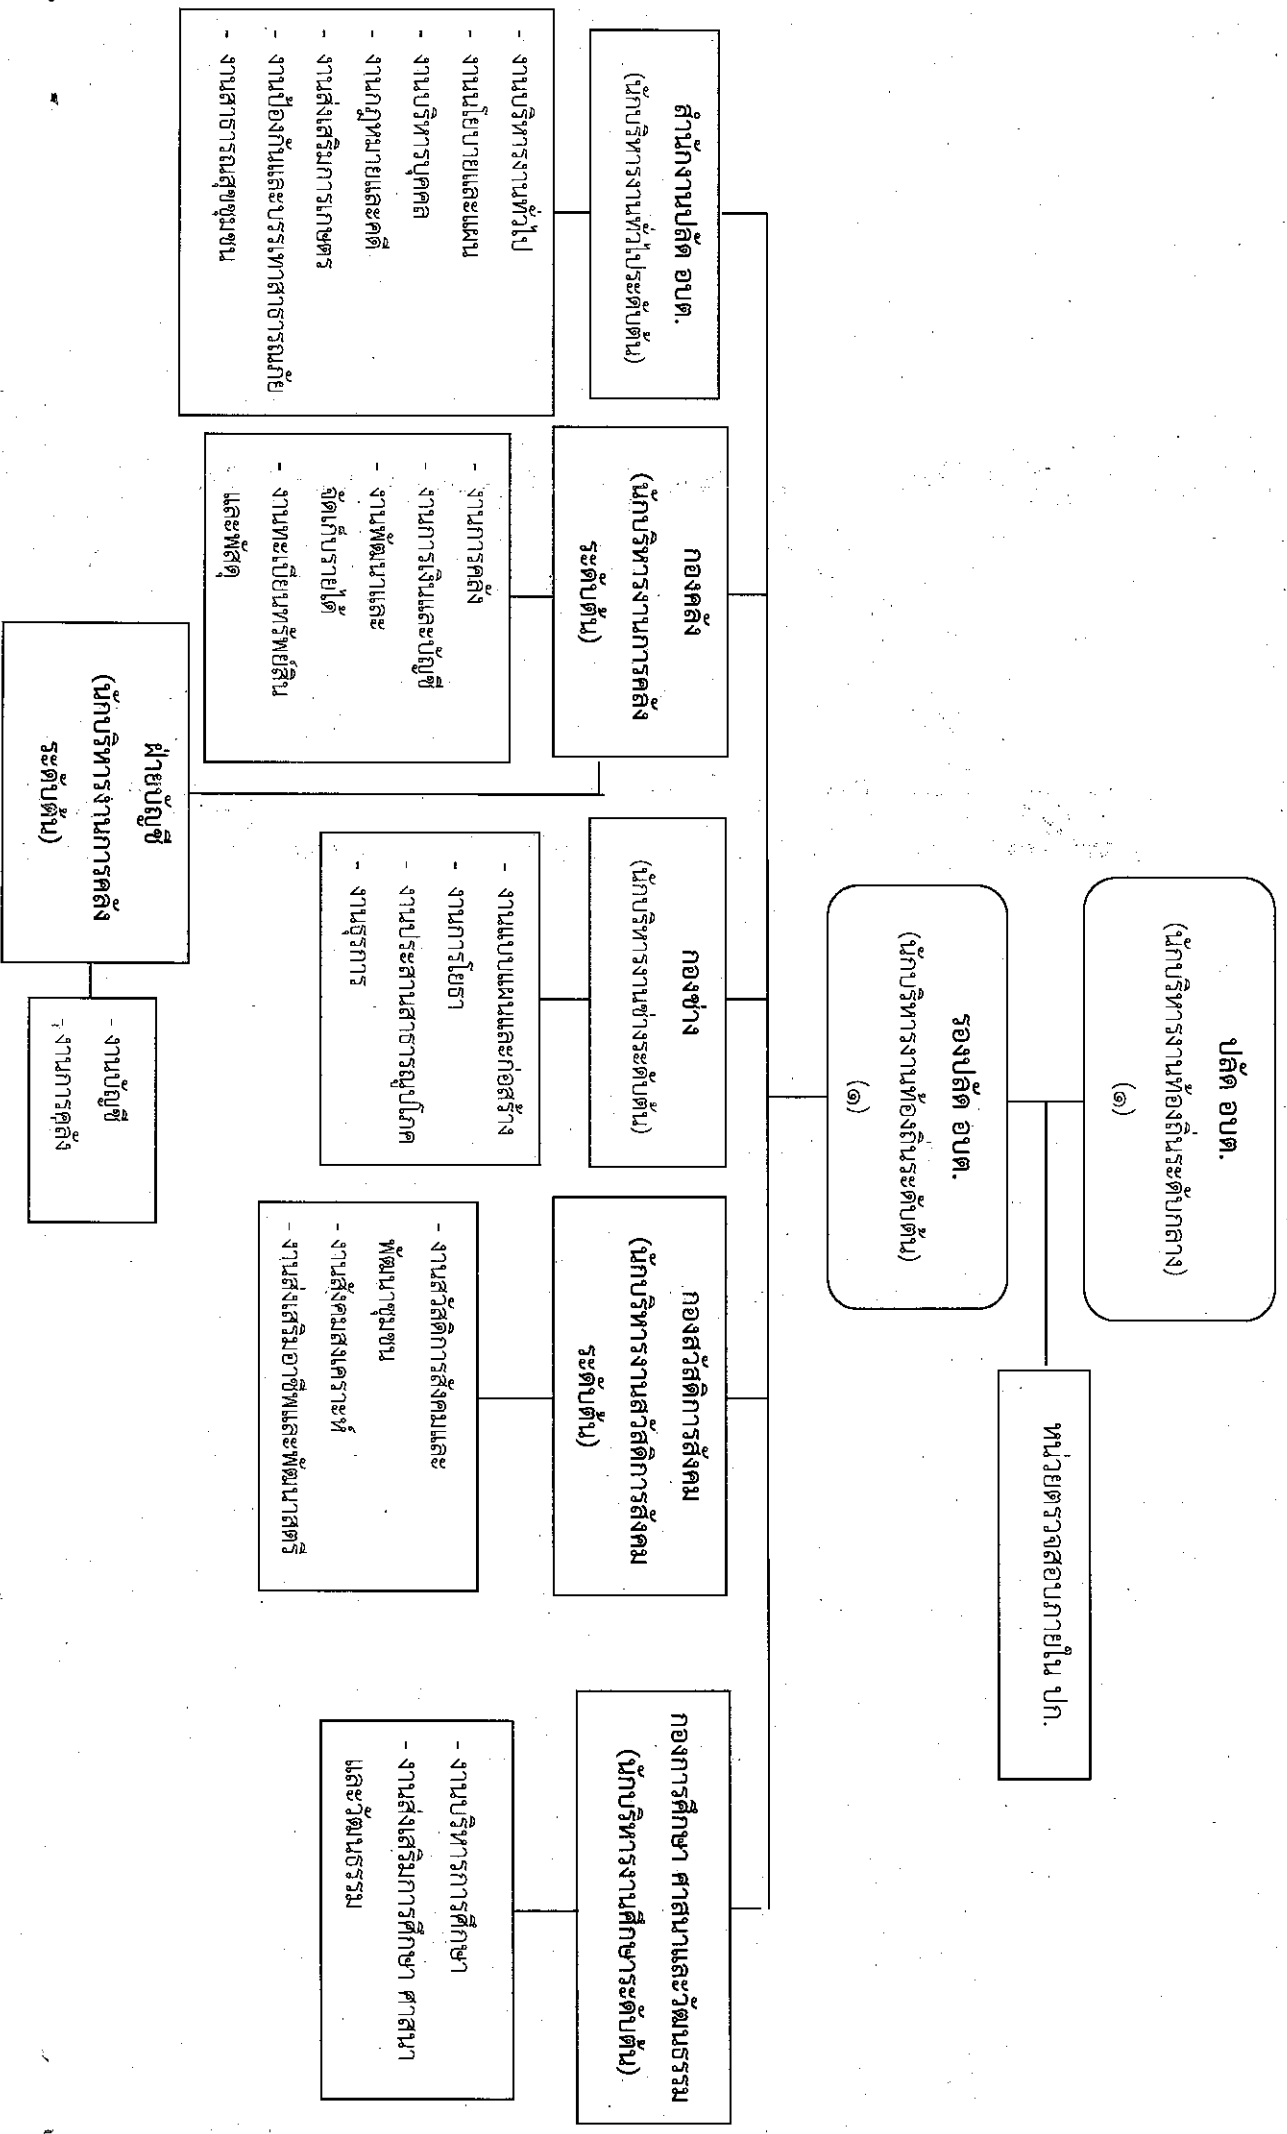 ปลัด อบต.
(นักบริหารงานท้องถิ่นระดับกลาง)
(๑)
หน่วยตรวจสอบภายใน ปก.
รองปลัด อบต.
(นักบริหารงานท้องถิ่นระดับต้น)
(๑)
สำนักงานปลัด อบต.
(นักบริหารงานทั่วไประดับต้น)
- งานบริหารงานทั่วไป
- งานนโยบายและแผน
- งานบริหารบุคคล
- งานกฎหมายและคดี
- งานส่งเสริมการเกษตร
- งานป้องกันและบรรเทาสาธารณภัย
- งานสาธารณสุขชุมชน
กองคลัง
(นักบริหารงานการคลัง
ระดับต้น)
- งานการคลัง
- งานการเงินและบัญชี
- งานพัฒนาและ
จัดเก็บรายได้
- งานทะเบียนทรัพย์สิน
และพัสดุ
ฝ่ายบัญชี
(นักบริหารงานการคลัง
ระดับต้น)
- งานบัญชี
- งานการคลัง
กองช่าง
(นักบริหารงานช่างระดับต้น)
- งานแบบแผนและก่อสร้าง
- งานการโยธา
- งานประสานสาธารณูปโภค
- งานธุรการ
กองสวัสดิการสังคม
(นักบริหารงานสวัสดิการสังคม
ระดับต้น)
- งานสวัสดิการสังคมและ
พัฒนาชุมชน
- งานสังคมสงเคราะห์
- งานส่งเสริมอาชีพและพัฒนาสตรี
กองการศึกษา ศาสนาและวัฒนธรรม
(นักบริหารงานศึกษาระดับต้น)
- งานบริหารการศึกษา
- งานส่งเสริมการศึกษา ศาสนา
และวัฒนธรรม